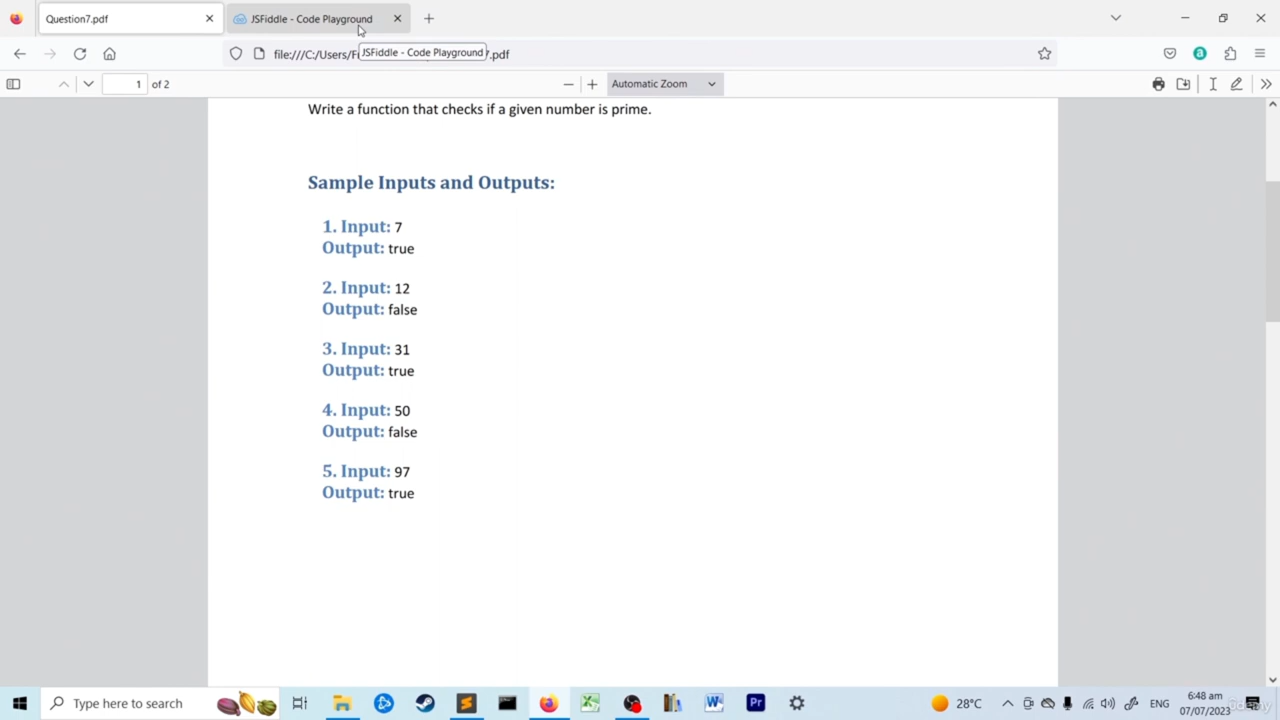 Question7.pdf
JSFiddle - Code Playground
file:///C:/Users/Fr
JSFiddle - Code Playground
7.pdf
1
of 2
Automatic Zoom
Write a function that checks if a given number is prime.
Sample Inputs and Outputs:
1. Input: 7
Output: true
2. Input: 12
Output: false
3. Input: 31
Output: true
4. Input: 50
Output: false
5. Input: 97
Output: true
Type here to search
28°C
ENG
6:48 am
07/07/2023